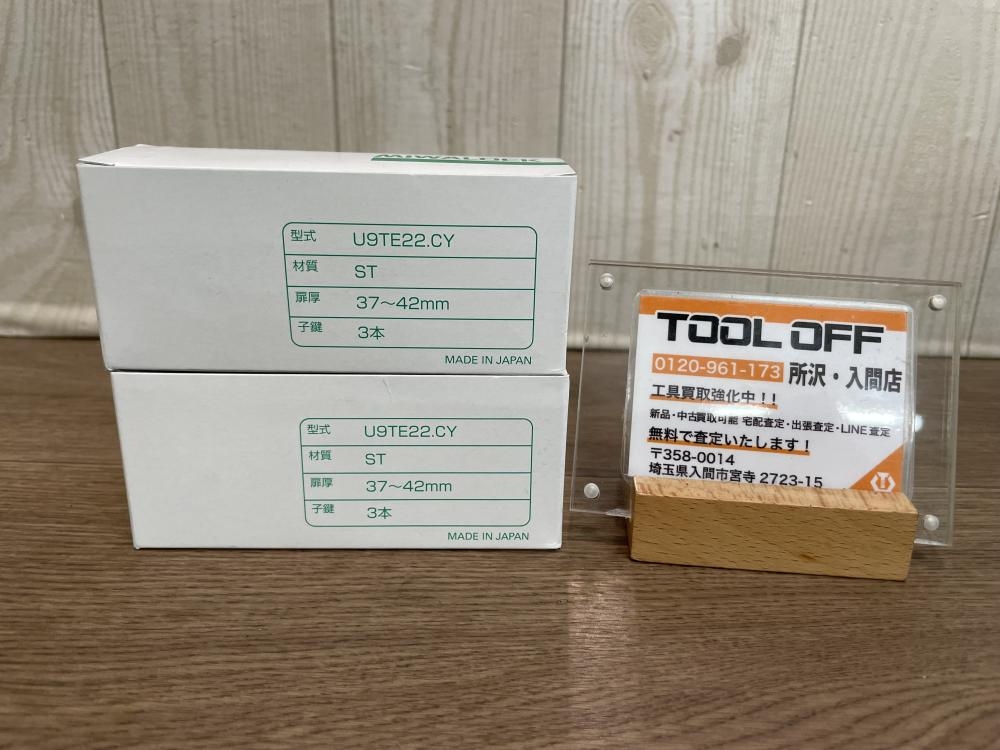 MIWALOCK
型式 U9TE22.CY
材質 ST
扉厚 37～42mm
子鍵 3本
MADE IN JAPAN
型式 U9TE22.CY
材質 ST
扉厚 37～42mm
子鍵 3本
MADE IN JAPAN
TOOL OFF
0120-961-173 所沢・入間店
工具買取強化中！！
新品・中古買取可能 宅配査定・出張査定・LINE査定
無料で査定いたします！
〒358-0014
埼玉県入間市宮寺 2723-15